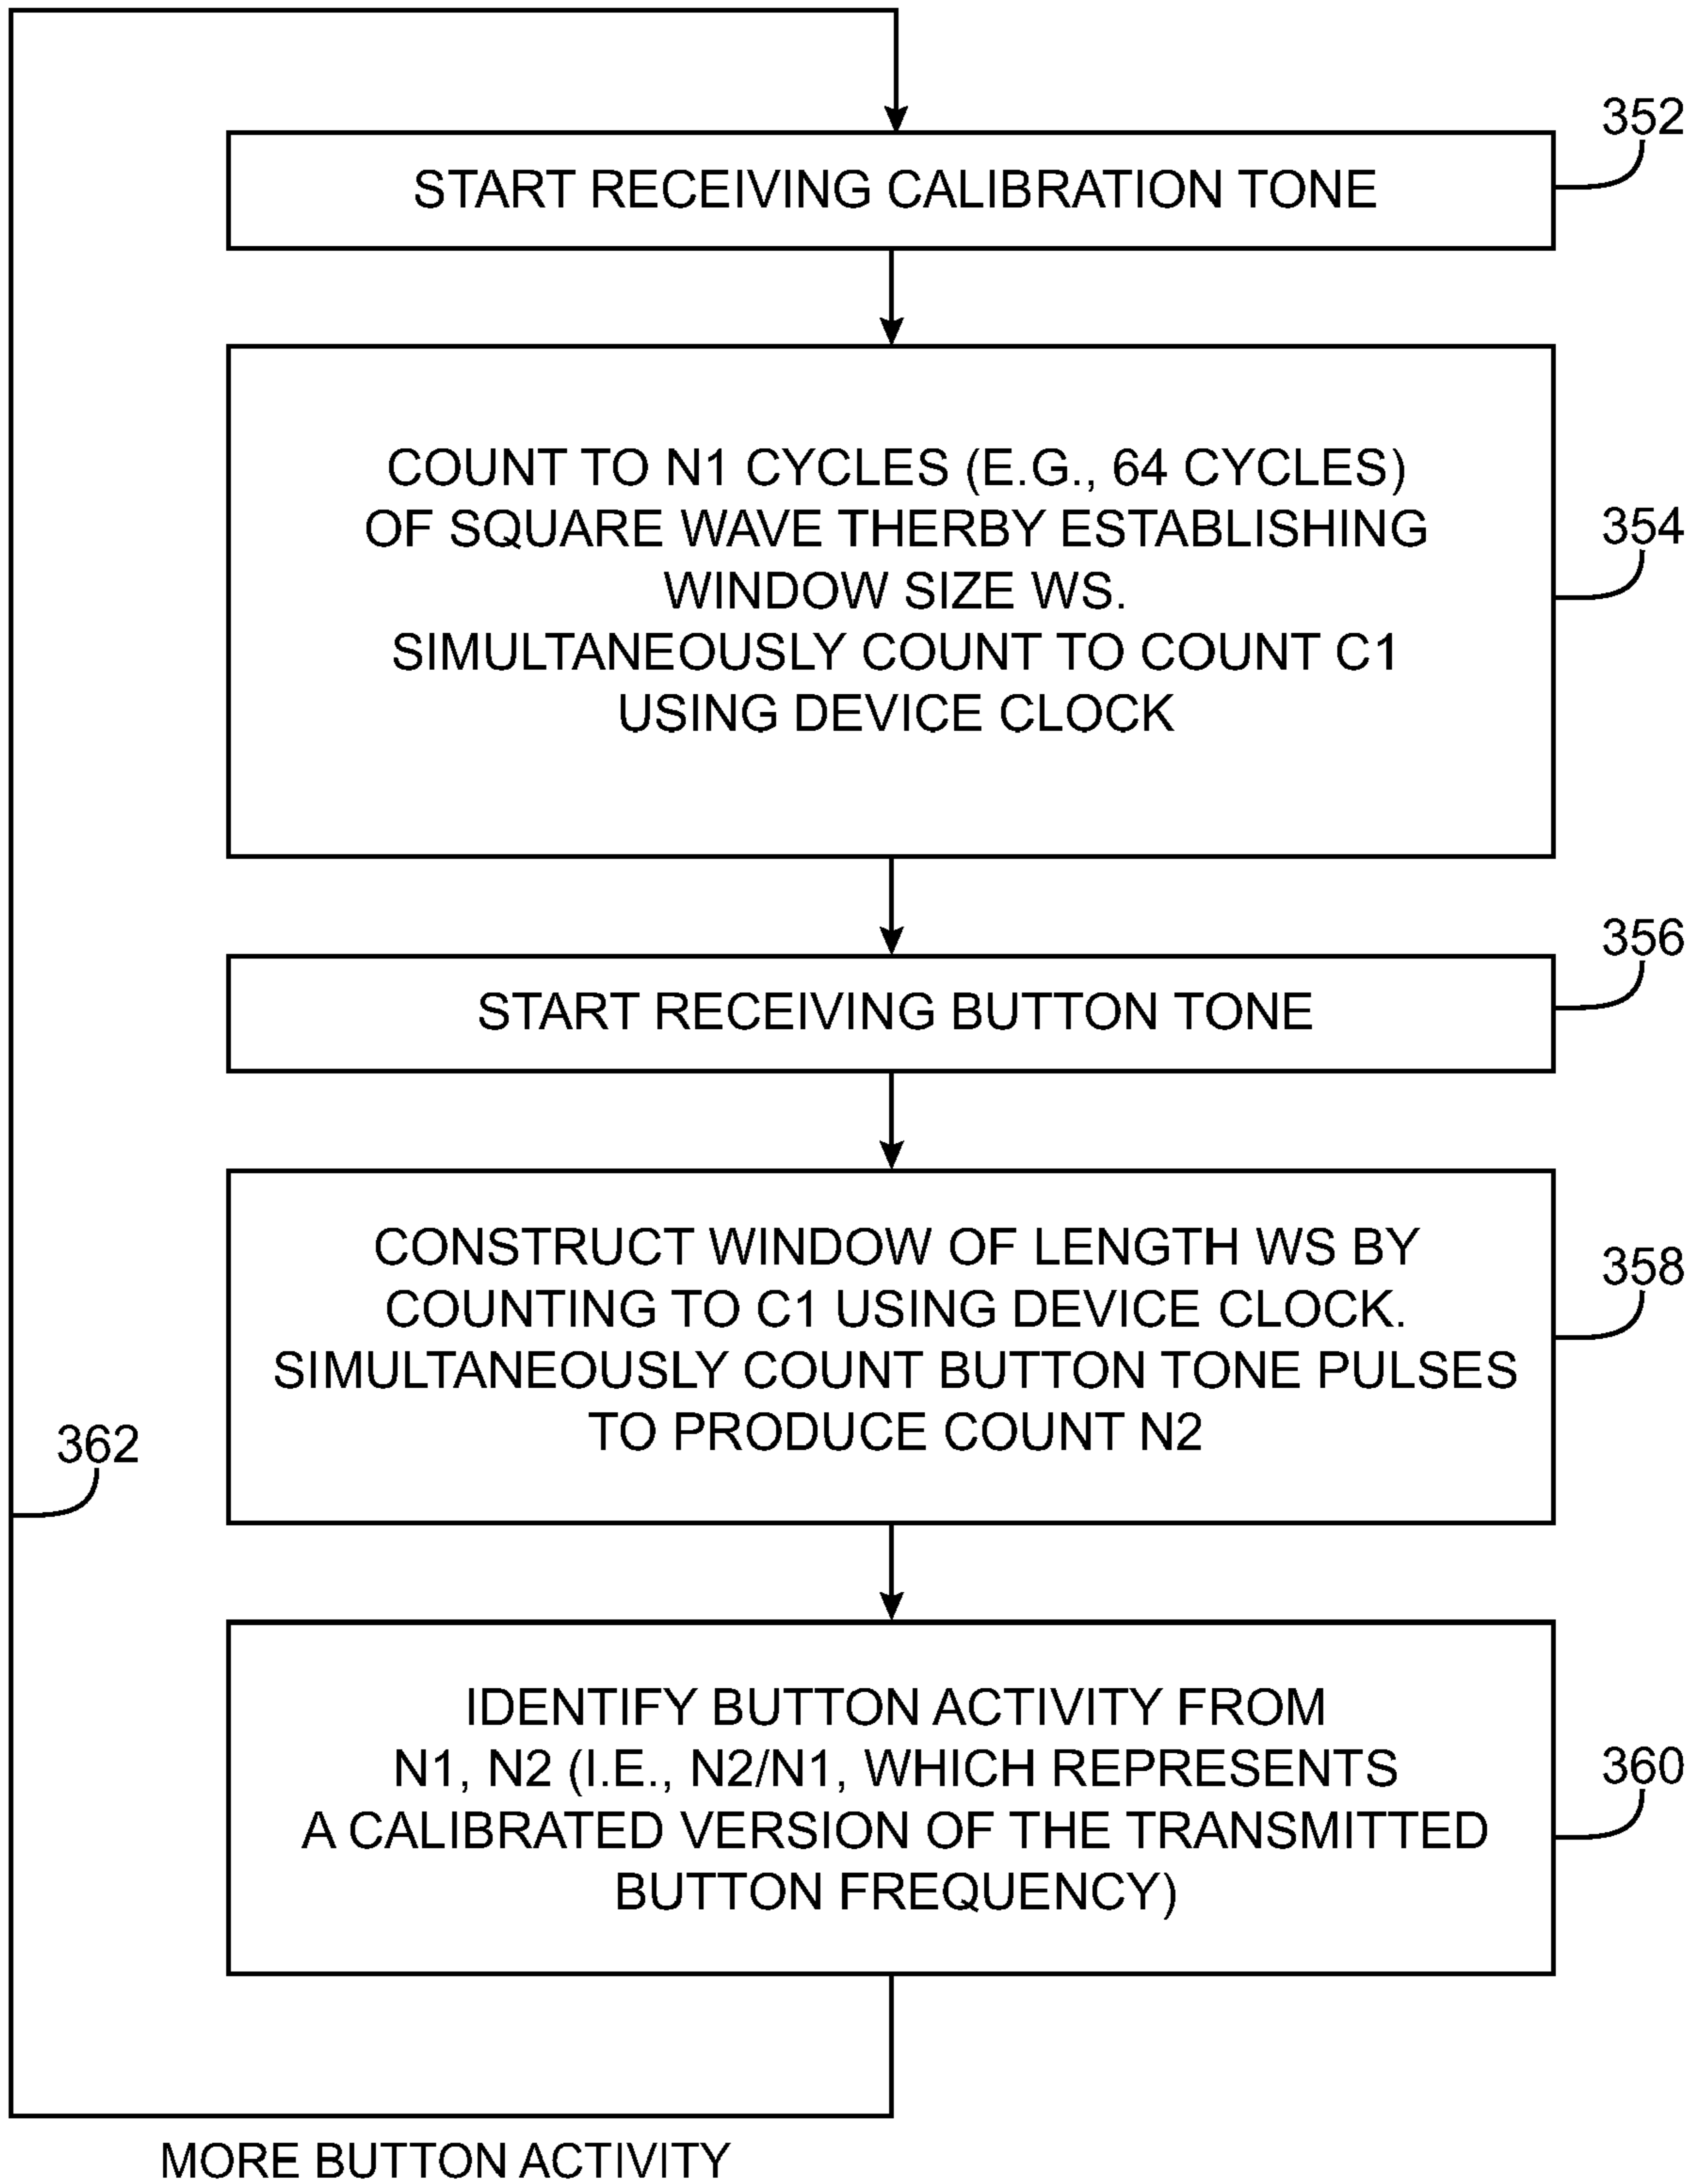 352
START RECEIVING CALIBRATION TONE
COUNT TO N1 CYCLES (E.G., 64 CYCLES)
OF SQUARE WAVE THERBY ESTABLISHING
WINDOW SIZE WS.
SIMULTANEOUSLY COUNT TO COUNT C1
USING DEVICE CLOCK
354
356
START RECEIVING BUTTON TONE
CONSTRUCT WINDOW OF LENGTH WS BY
COUNTING TO C1 USING DEVICE CLOCK.
SIMULTANEOUSLY COUNT BUTTON TONE PULSES
TO PRODUCE COUNT N2
358
362
IDENTIFY BUTTON ACTIVITY FROM
N1, N2 (I.E., N2/N1, WHICH REPRESENTS
A CALIBRATED VERSION OF THE TRANSMITTED
BUTTON FREQUENCY)
360
MORE BUTTON ACTIVITY